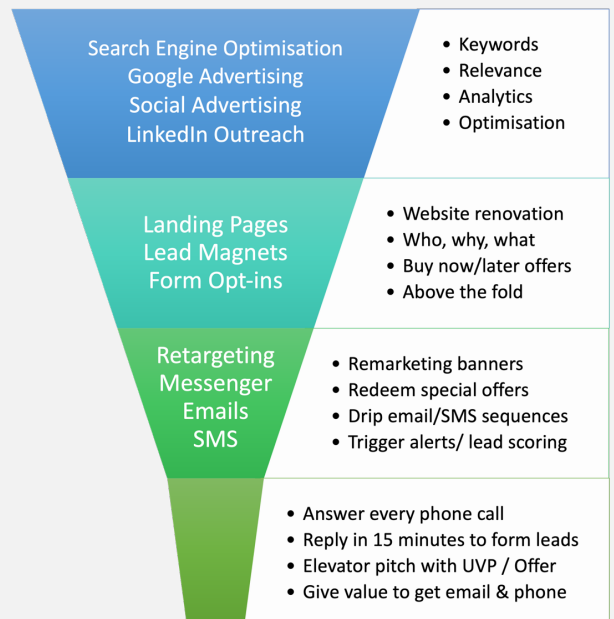 Search Engine Optimisation
Google Advertising
Social Advertising
LinkedIn Outreach
• Keywords
• Relevance
• Analytics
• Optimisation
Landing Pages
Lead Magnets
Form Opt-ins
• Website renovation
• Who, why, what
• Buy now/later offers
• Above the fold
Retargeting
Messenger
Emails
SMS
• Remarketing banners
• Redeem special offers
• Drip email/SMS sequences
• Trigger alerts/ lead scoring
• Answer every phone call
• Reply in 15 minutes to form leads
• Elevator pitch with UVP / Offer
• Give value to get email & phone